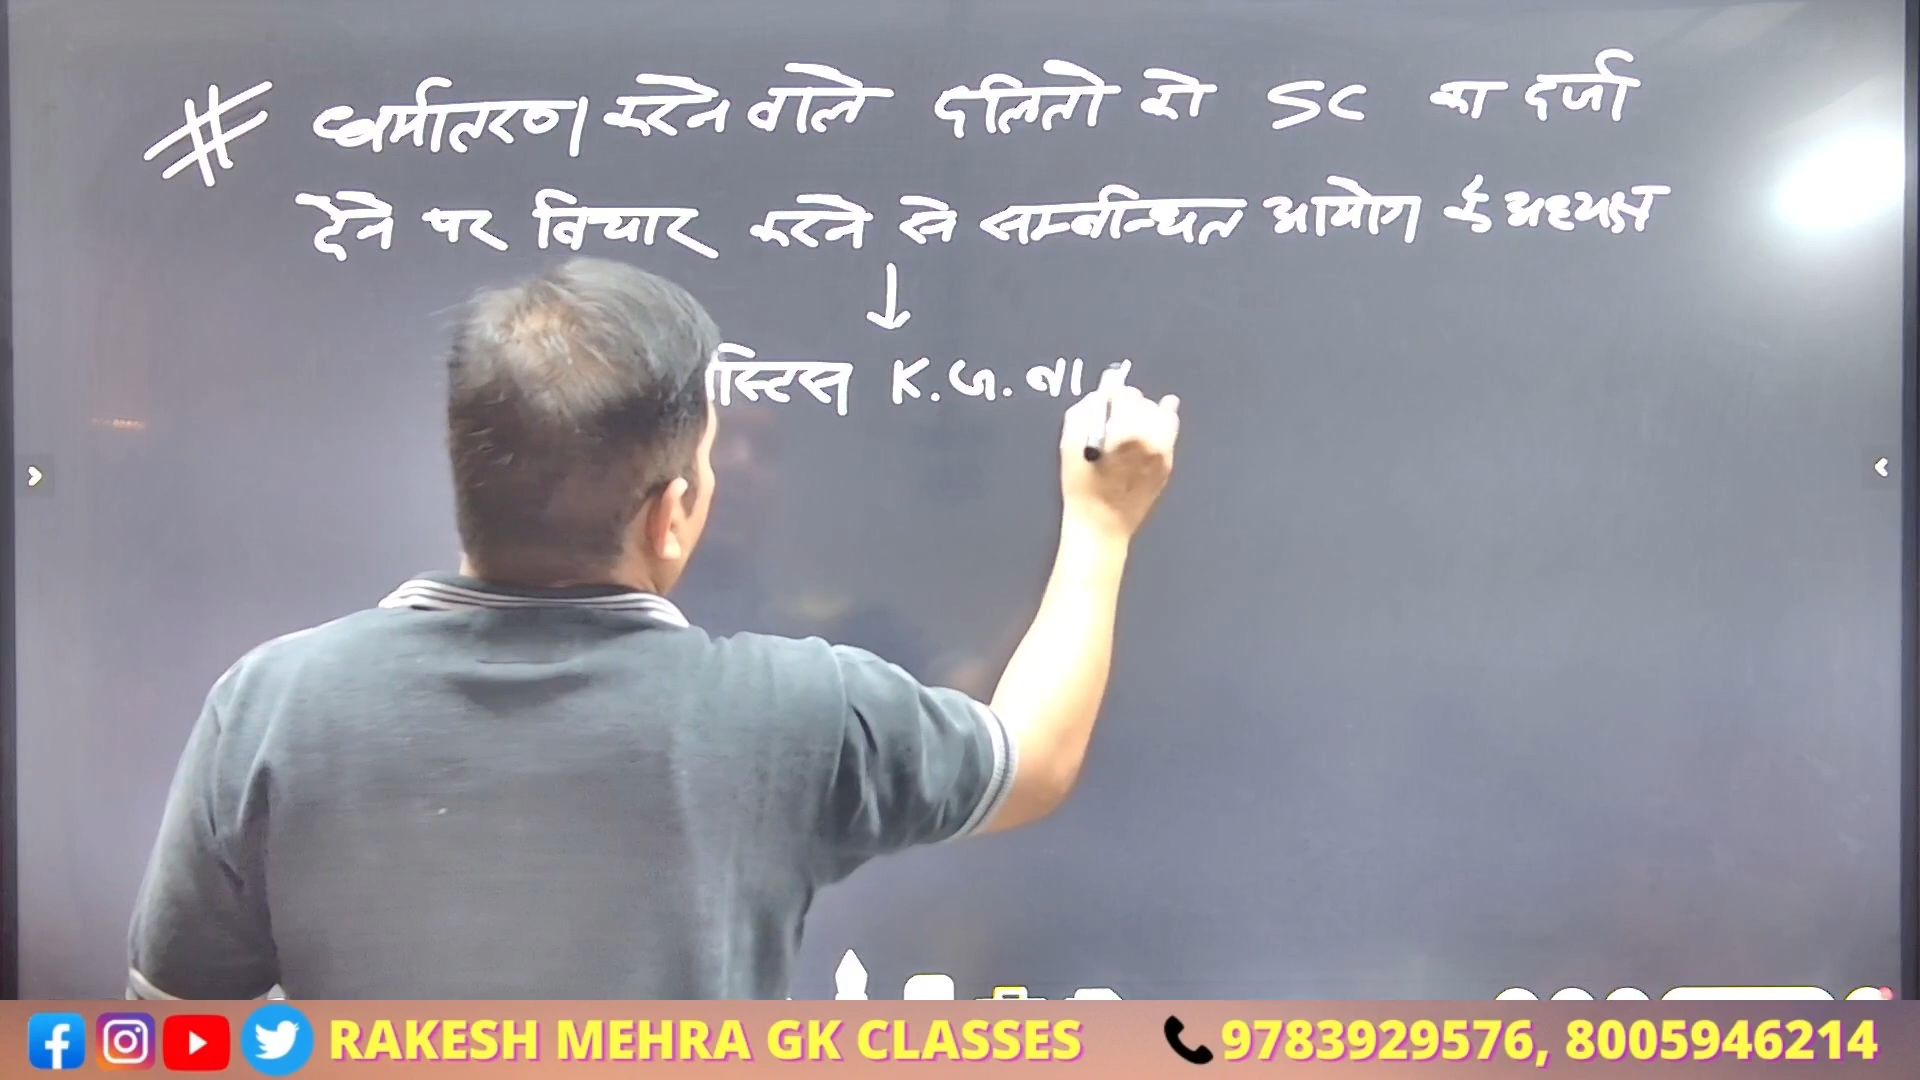 # धर्मातरण करने वाले दलितो को SC का दर्जा
देने पर विचार करने से सम्बन्धित आयोग के अध्यक्ष
↓
स्टिस K.G. बा
RAKESH MEHRA GK CLASSES
9783929576, 8005946214